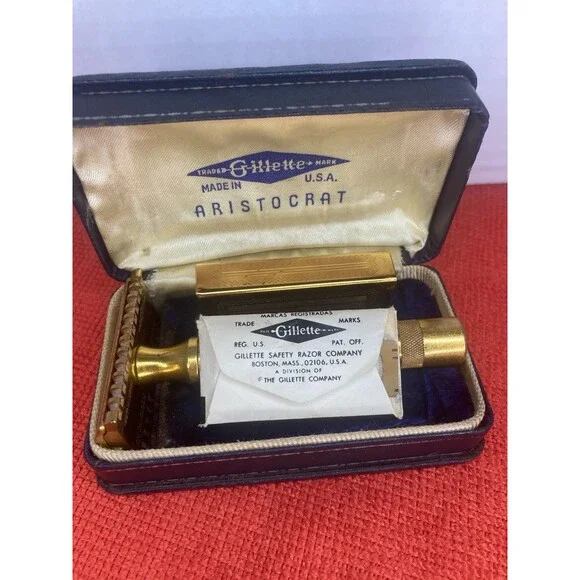 TRADE Gillette MARK
MADE IN U.S.A.
ARISTOCRAT
MARCAS REGISTRADAS
TRADE Gillette MARKS
REG. U.S. PAT. OFF.
GILLETTE SAFETY RAZOR COMPANY
BOSTON, MASS., 02106, U.S.A.
A DIVISION OF
THE GILLETTE COMPANY